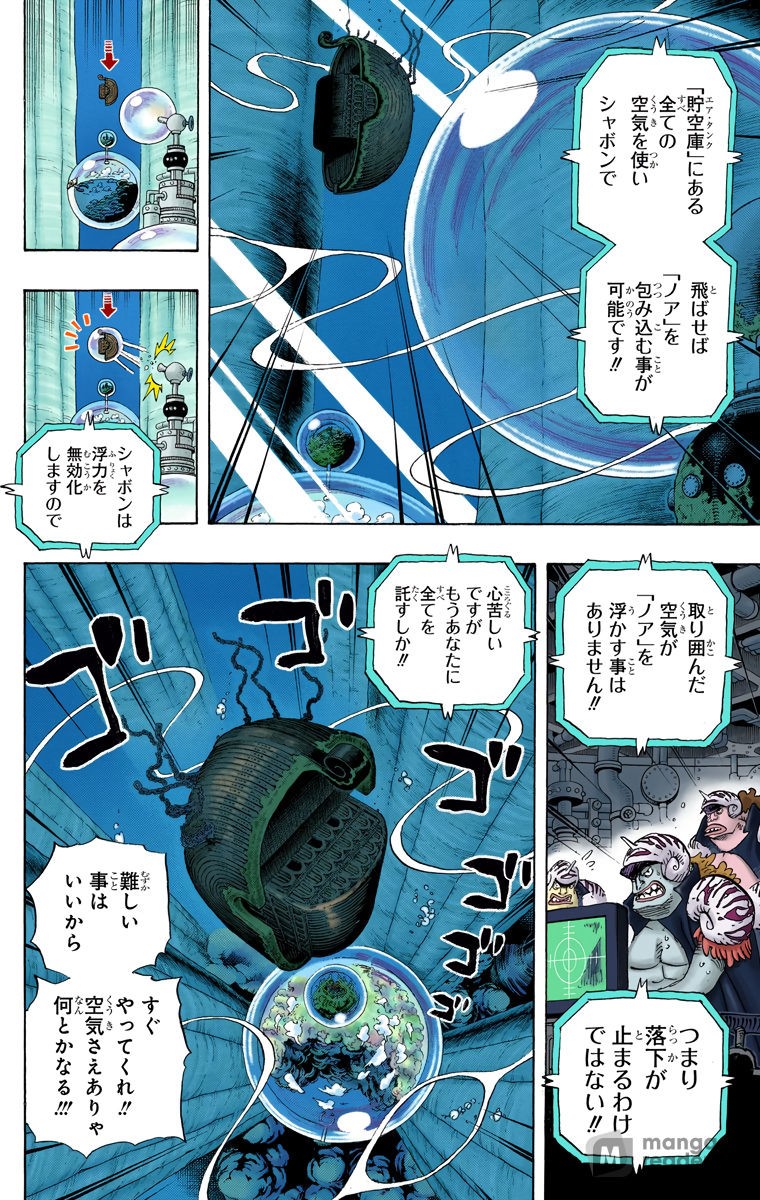 「貯空庫」にある
全ての
空気を使い
シャボンで
飛ばせば
「ノア」を
包み込む事が
可能です!!
シャボンは
浮力を
無効化
しますので
取り囲んだ
空気が
「ノア」を
浮かす事は
ありません!!
つまり
落下が
止まるわけ
ではない!!
心苦しい
ですが
もうあなたに
全てを
託すしか!!
ゴゴゴ
ゴゴゴゴゴ
難しい
事は
いいから
すぐ
やってくれ!!
空気さえありゃ
何とかなる!!!
manga
reader